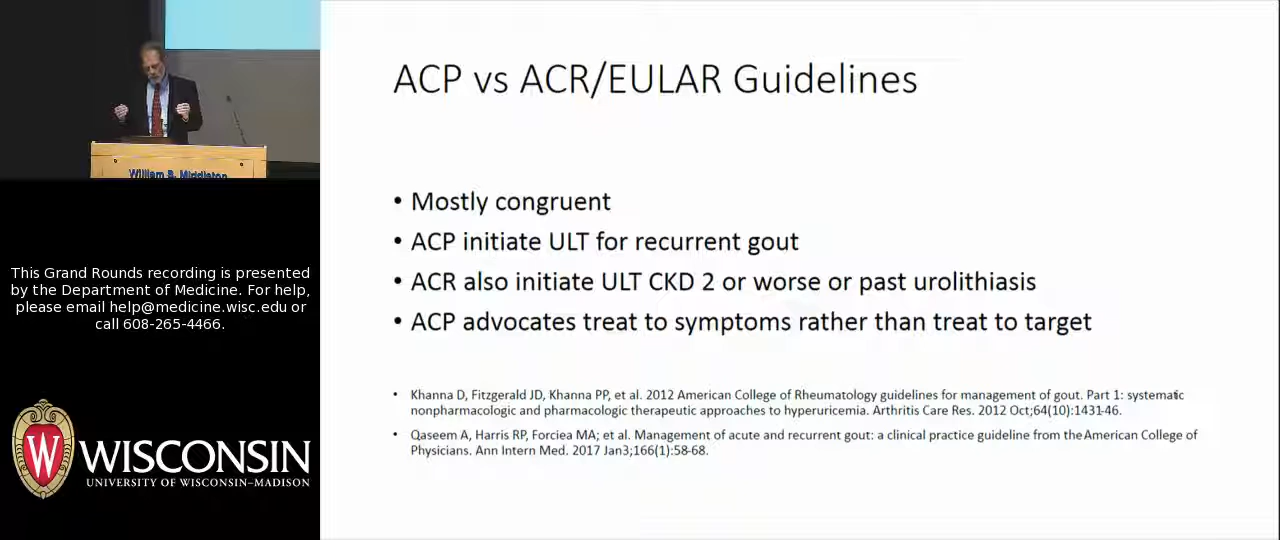 William S. Middleton
This Grand Rounds recording is presented
by the Department of Medicine. For help,
please email help@medicine.wisc.edu or
call 608-265-4466.
W
WISCONSIN
UNIVERSITY OF WISCONSIN–MADISON
ACP vs ACR/EULAR Guidelines
• Mostly congruent
• ACP initiate ULT for recurrent gout
• ACR also initiate ULT CKD 2 or worse or past urolithiasis
• ACP advocates treat to symptoms rather than treat to target
• Khanna D, Fitzgerald JD, Khanna PP, et al. 2012 American College of Rheumatology guidelines for management of gout. Part 1: systematic
nonpharmacologic and pharmacologic therapeutic approaches to hyperuricemia. Arthritis Care Res. 2012 Oct;64(10):1431-46.
• Qaseem A, Harris RP, Forciea MA; et al. Management of acute and recurrent gout: a clinical practice guideline from the American College of
Physicians. Ann Intern Med. 2017 Jan3;166(1):58-68.